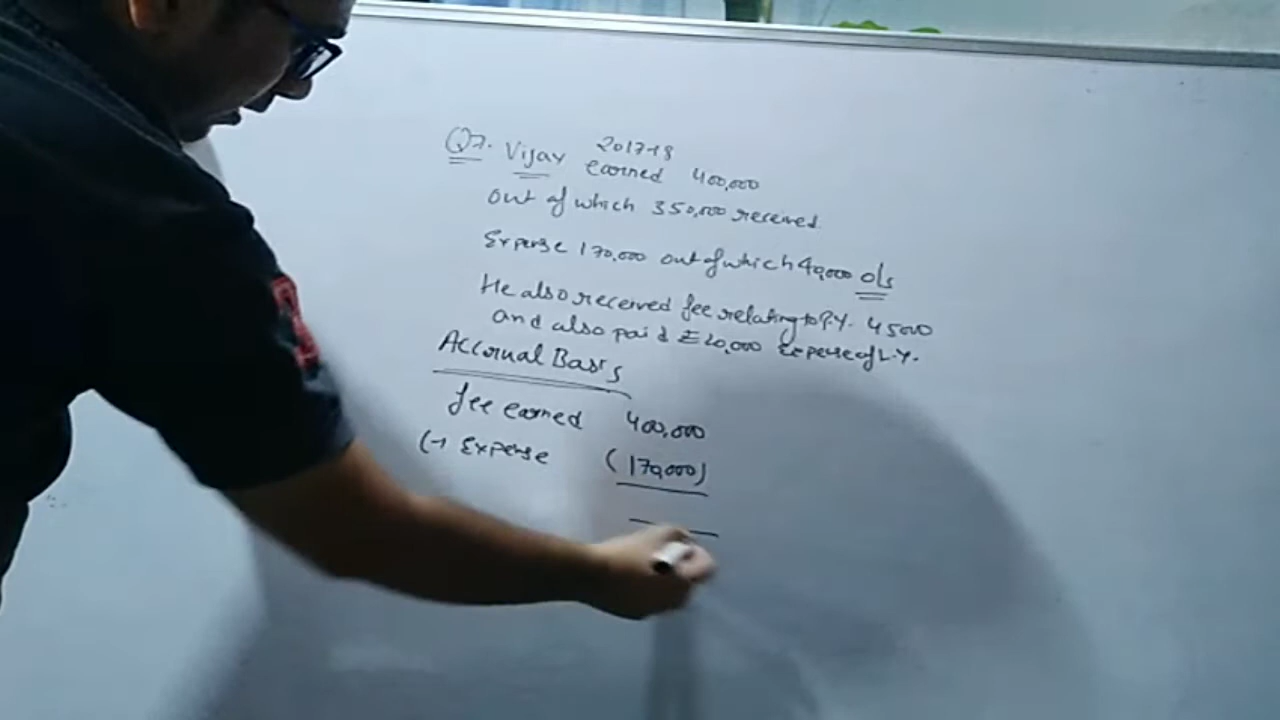 Q7. Vijay earned 400,000
2017-18
out of which 350,000 received
Expense 170,000 out of which 40,000 o/s
He also received fee relating to P.Y. 45000
and also paid 20,000 Expense of L.Y.
Accrual Basis
fee earned 400,000
(-) Expense (170,000)